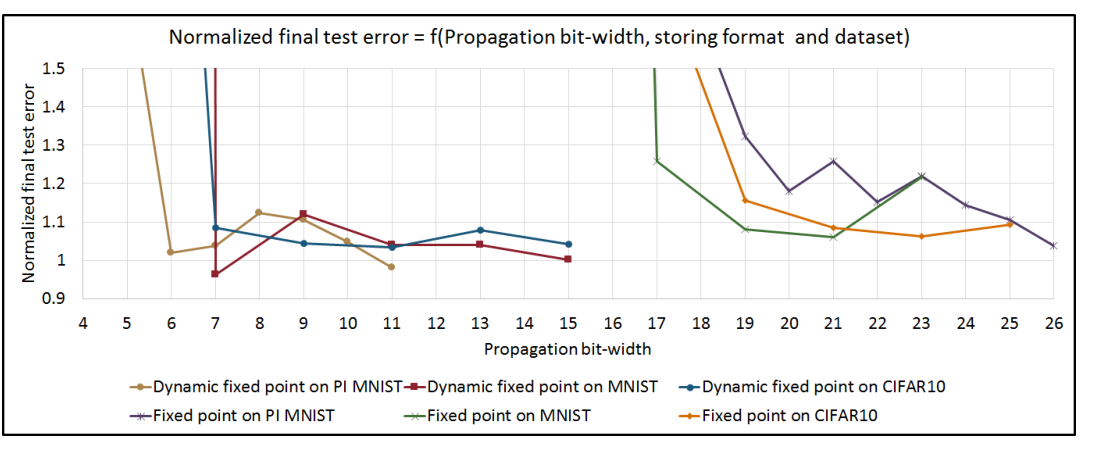 Normalized final test error = f(Propagation bit-width, storing format  and dataset)
Normalized final test error
1.5
1.4
1.3
1.2
1.1
1
0.9
4 5 6 7 8 9 10 11 12 13 14 15 16 17 18 19 20 21 22 23 24 25 26
Propagation bit-width
Dynamic fixed point on PI MNIST Dynamic fixed point on MNIST Dynamic fixed point on CIFAR10
Fixed point on PI MNIST Fixed point on MNIST Fixed point on CIFAR10